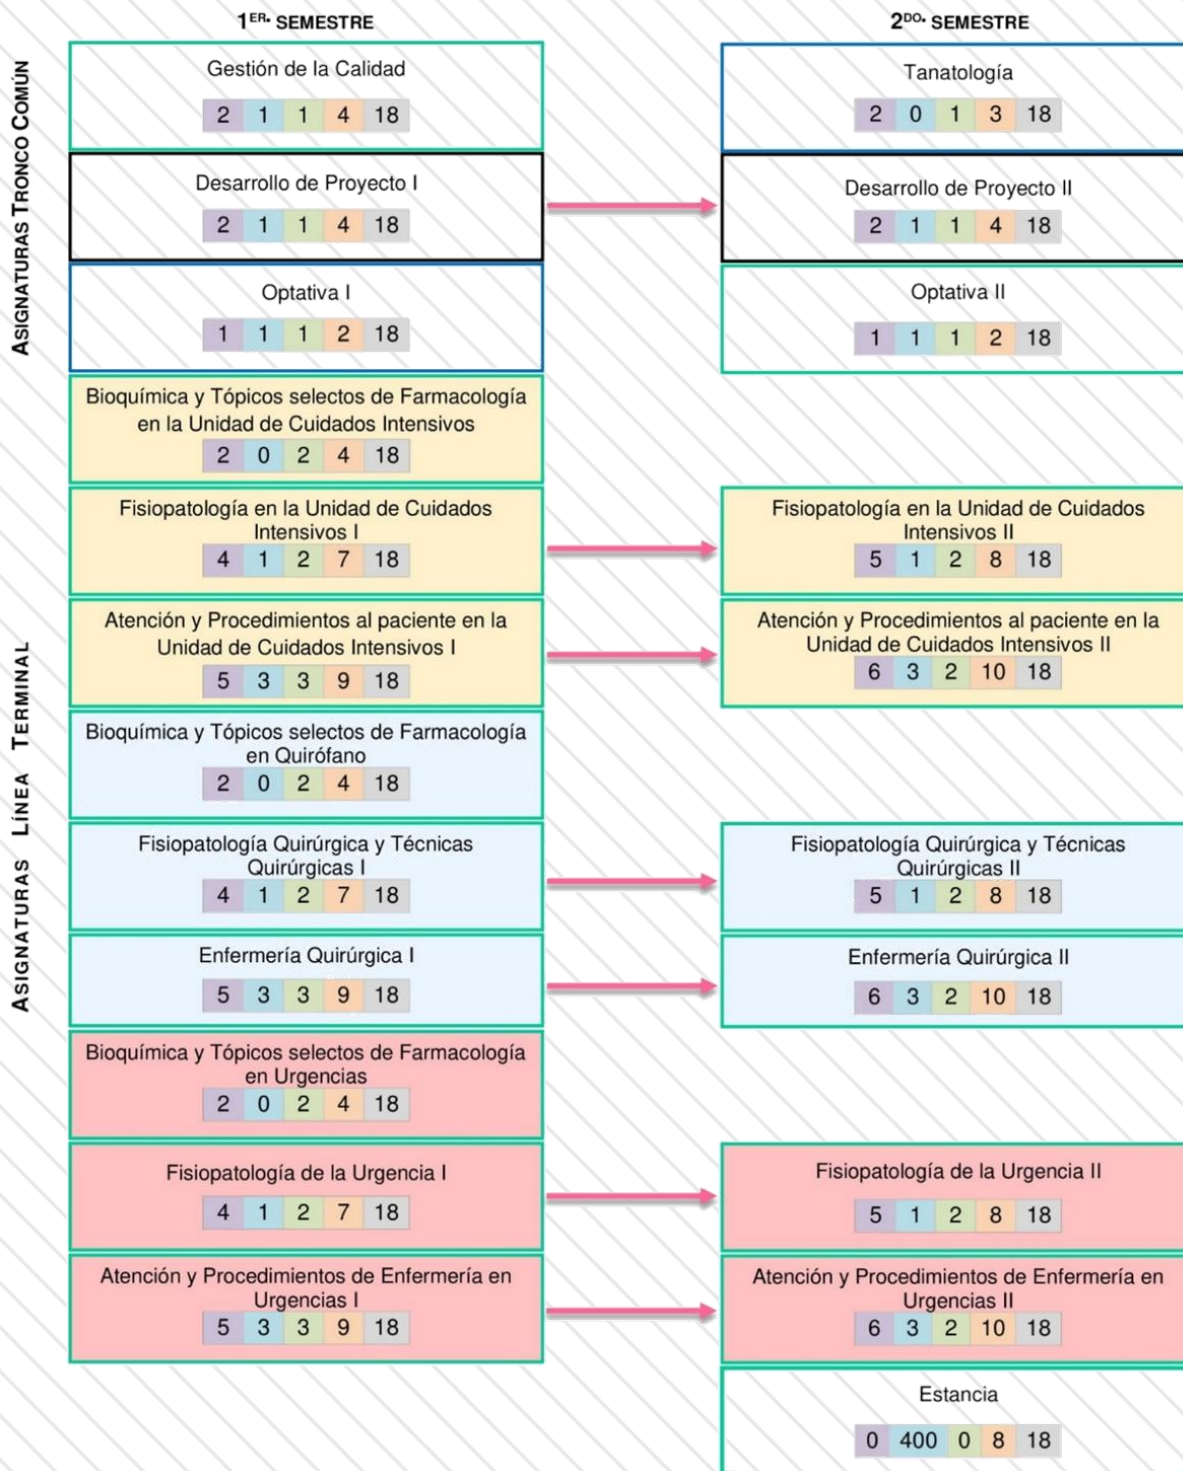 1ER. SEMESTRE
2DO. SEMESTRE
ASIGNATURAS TRONCO COMÚN
Gestión de la Calidad
2 1 1 4 18
Tanatología
2 0 1 3 18
Desarrollo de Proyecto I
2 1 1 4 18
Desarrollo de Proyecto II
2 1 1 4 18
Optativa I
1 1 1 2 18
Optativa II
1 1 1 2 18
ASIGNATURAS LÍNEA TERMINAL
Bioquímica y Tópicos selectos de Farmacología
en la Unidad de Cuidados Intensivos
2 0 2 4 18
Fisiopatología en la Unidad de Cuidados
Intensivos I
4 1 2 7 18
Fisiopatología en la Unidad de Cuidados
Intensivos II
5 1 2 8 18
Atención y Procedimientos al paciente en la
Unidad de Cuidados Intensivos I
5 3 3 9 18
Atención y Procedimientos al paciente en la
Unidad de Cuidados Intensivos II
6 3 2 10 18
Bioquímica y Tópicos selectos de Farmacología
en Quirófano
2 0 2 4 18
Fisiopatología Quirúrgica y Técnicas
Quirúrgicas I
4 1 2 7 18
Fisiopatología Quirúrgica y Técnicas
Quirúrgicas II
5 1 2 8 18
Enfermería Quirúrgica I
5 3 3 9 18
Enfermería Quirúrgica II
6 3 2 10 18
Bioquímica y Tópicos selectos de Farmacología
en Urgencias
2 0 2 4 18
Fisiopatología de la Urgencia I
4 1 2 7 18
Fisiopatología de la Urgencia II
5 1 2 8 18
Atención y Procedimientos de Enfermería en
Urgencias I
5 3 3 9 18
Atención y Procedimientos de Enfermería en
Urgencias II
6 3 2 10 18
Estancia
0 400 0 8 18